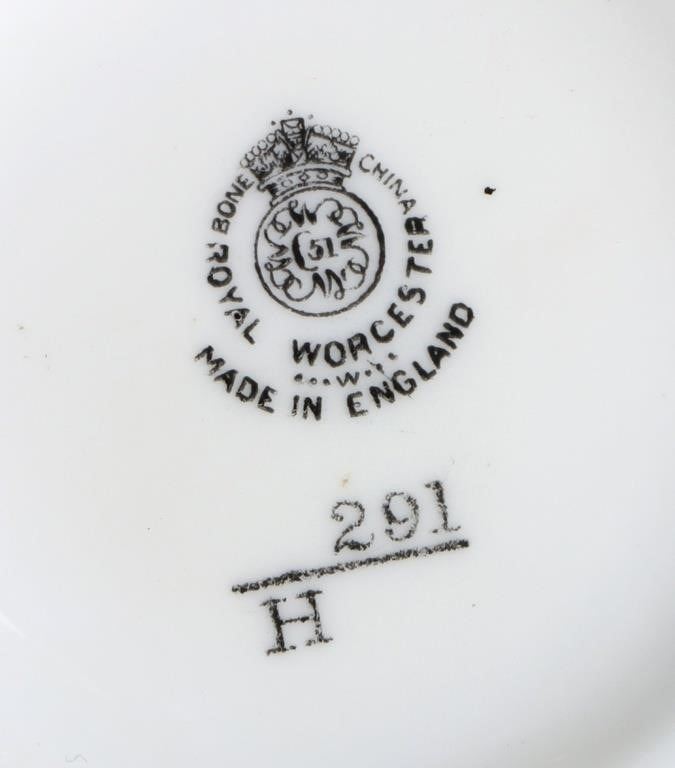 BONE CHINA
C 51
ROYAL WORCESTER
...W...
MADE IN ENGLAND
291
H